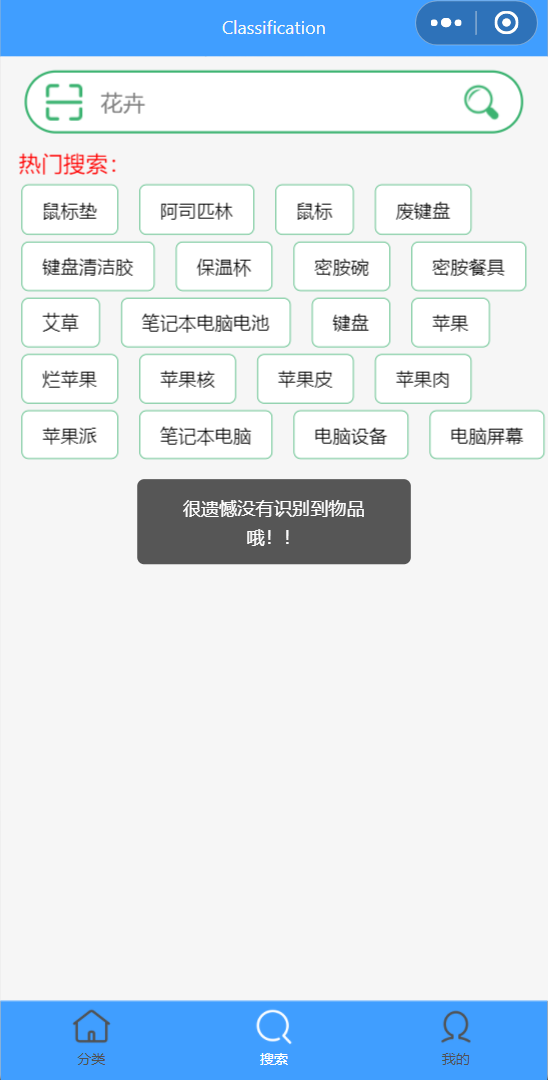 Classification
花卉
热门搜索:
鼠标垫 阿司匹林 鼠标 废键盘
键盘清洁胶 保温杯 密胺碗 密胺餐具
艾草 笔记本电脑电池 键盘 苹果
烂苹果 苹果核 苹果皮 苹果肉
苹果派 笔记本电脑 电脑设备 电脑屏幕
很遗憾没有识别到物品
哦！！
分类 搜索 我的